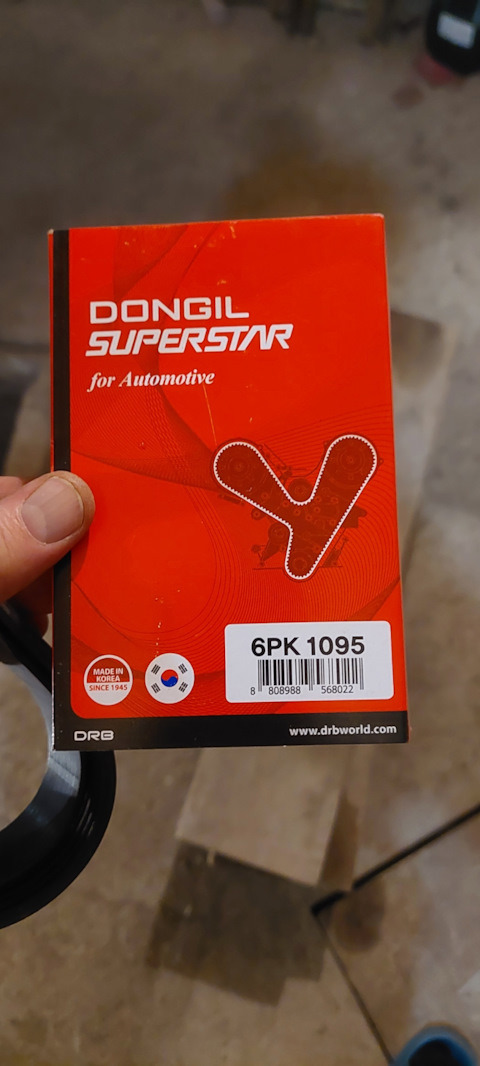 DONGIL
SUPERSTAR
for Automotive
6PK 1095
8 808988 568022
MADE IN
KOREA
SINCE 1945
DRB
www.drbworld.com